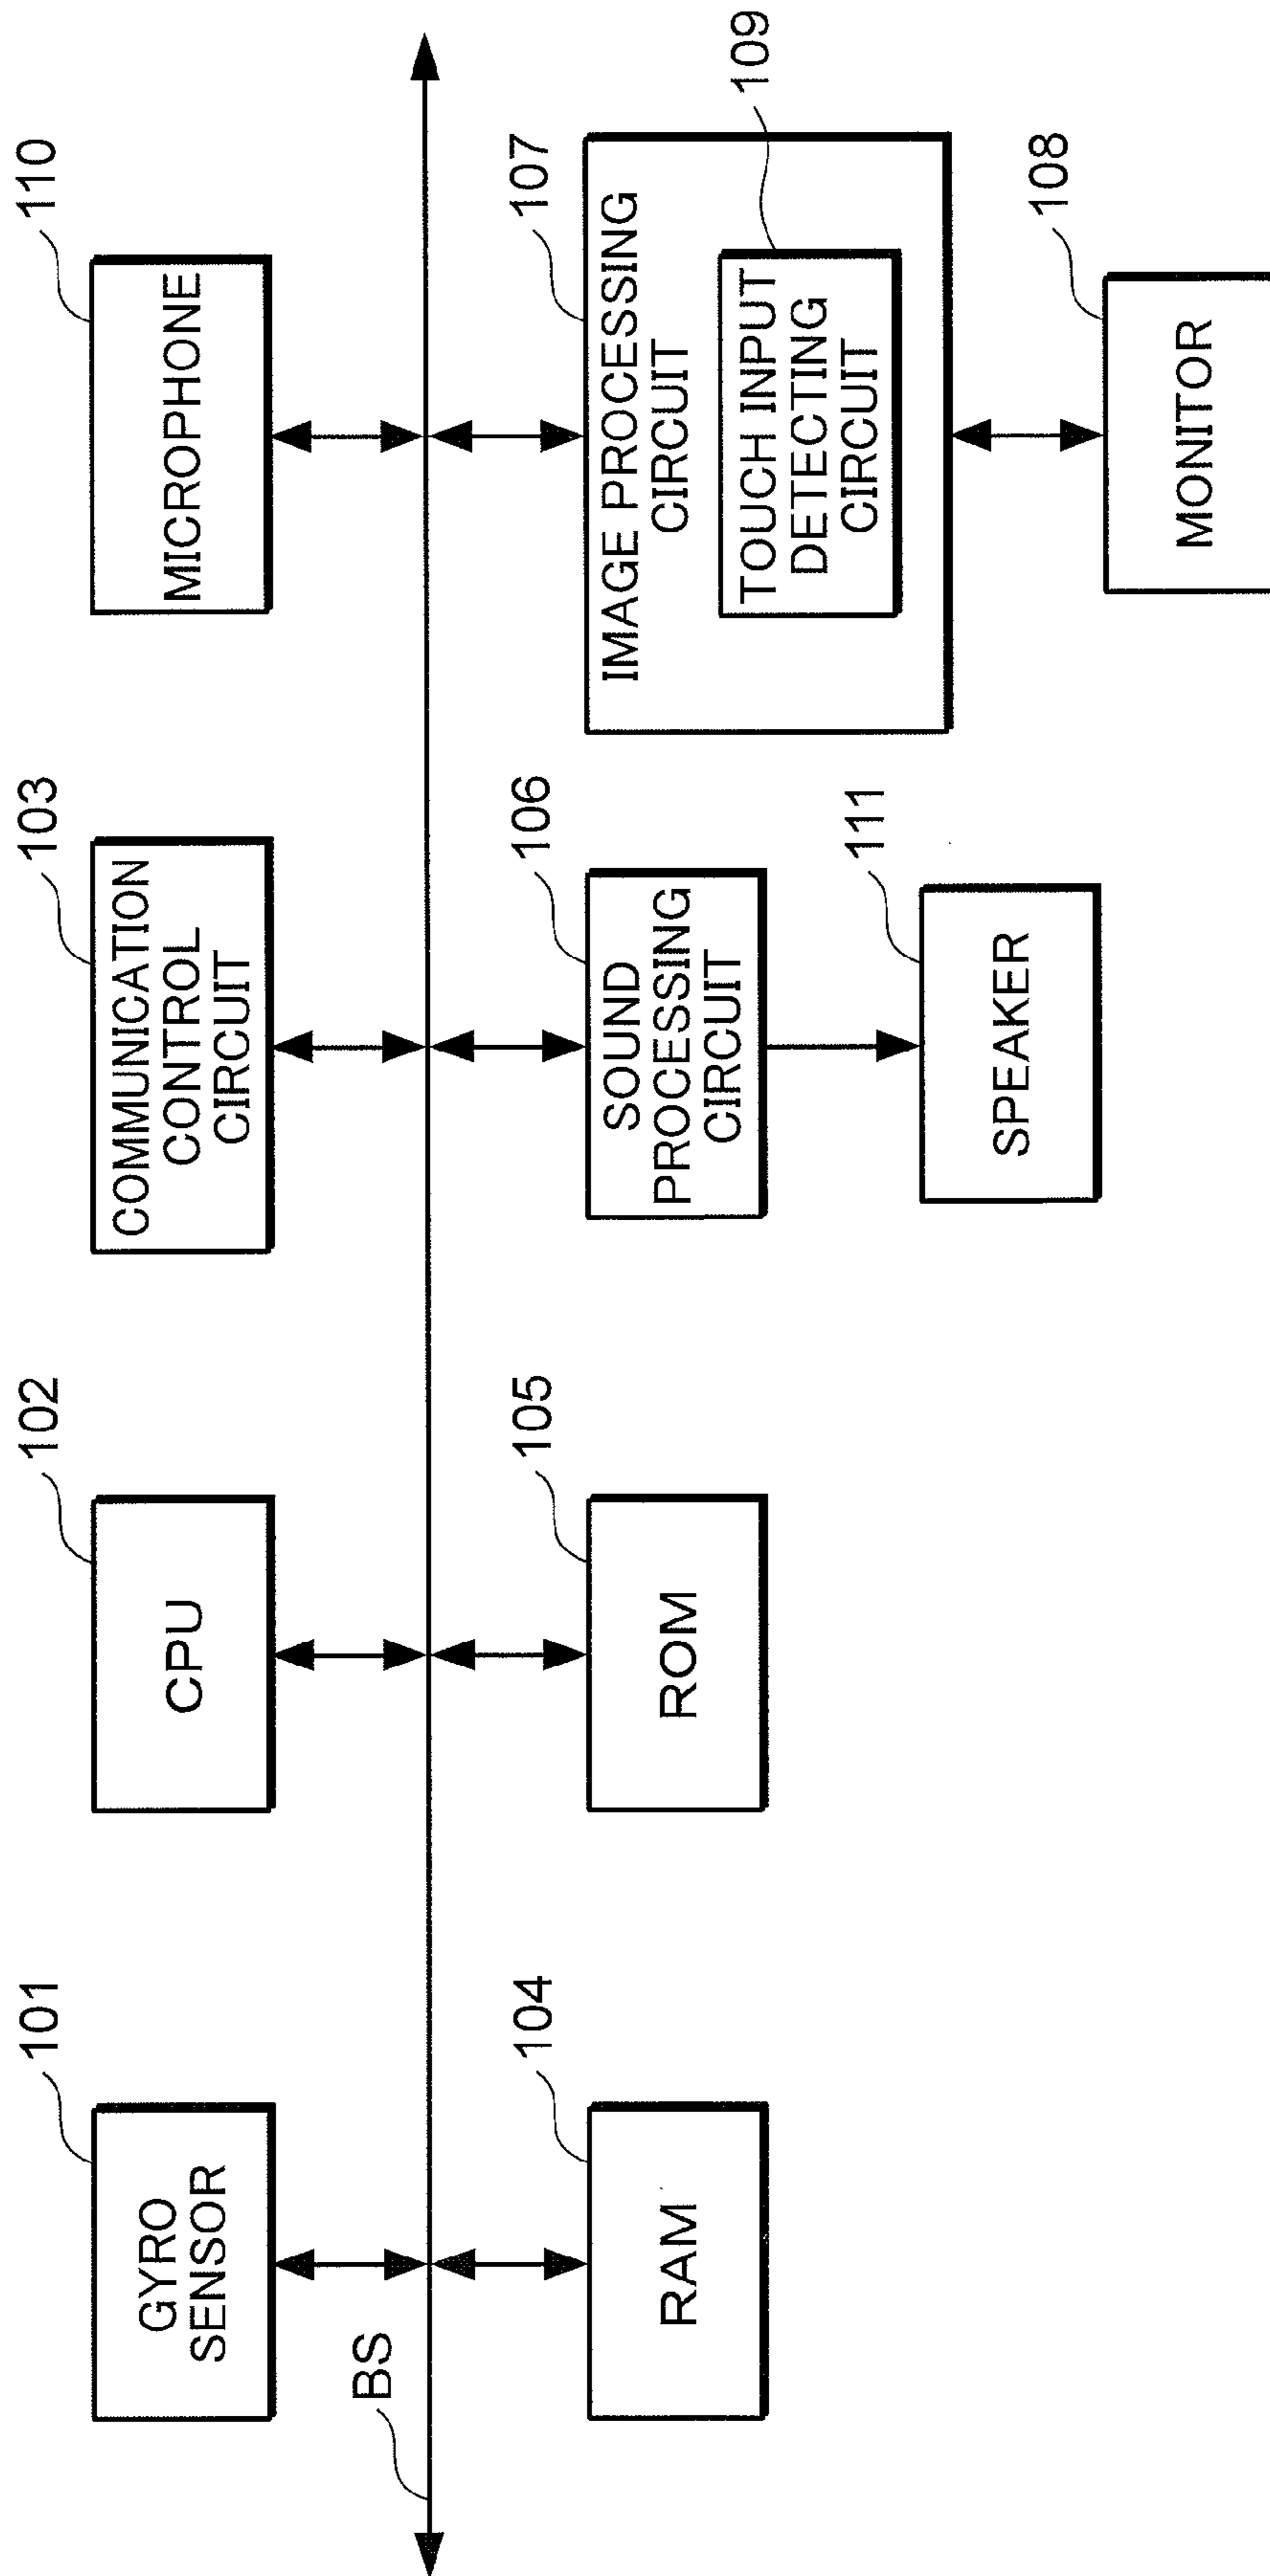 101
GYRO
SENSOR
102
CPU
103
COMMUNICATION
CONTROL
CIRCUIT
110
MICROPHONE
BS
104
RAM
105
ROM
106
SOUND
PROCESSING
CIRCUIT
107
IMAGE PROCESSING
CIRCUIT
109
TOUCH INPUT
DETECTING
CIRCUIT
111
SPEAKER
108
MONITOR